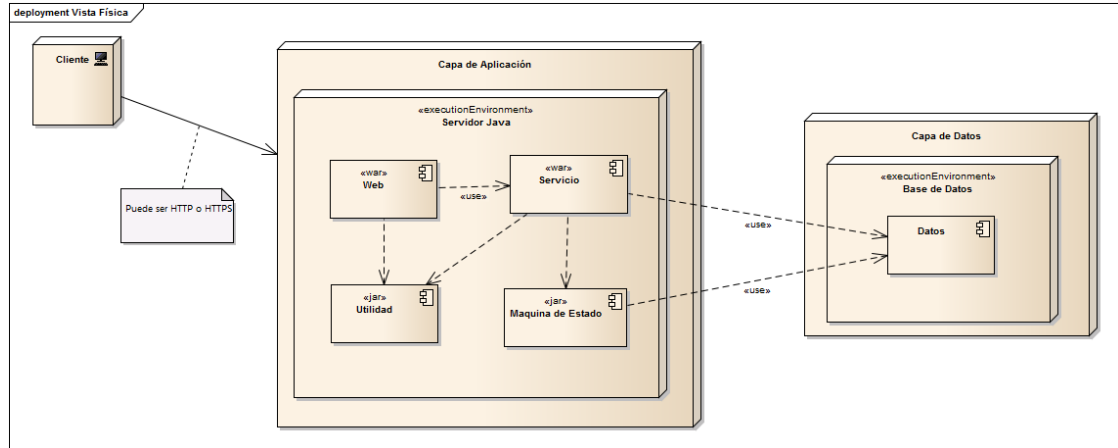 deployment Vista Física
Cliente
Puede ser HTTP o HTTPS
Capa de Aplicación
«executionEnvironment»
Servidor Java
«war»
Web
«use»
«war»
Servicio
«jar»
Utilidad
«jar»
Maquina de Estado
«use»
«use»
Capa de Datos
«executionEnvironment»
Base de Datos
Datos